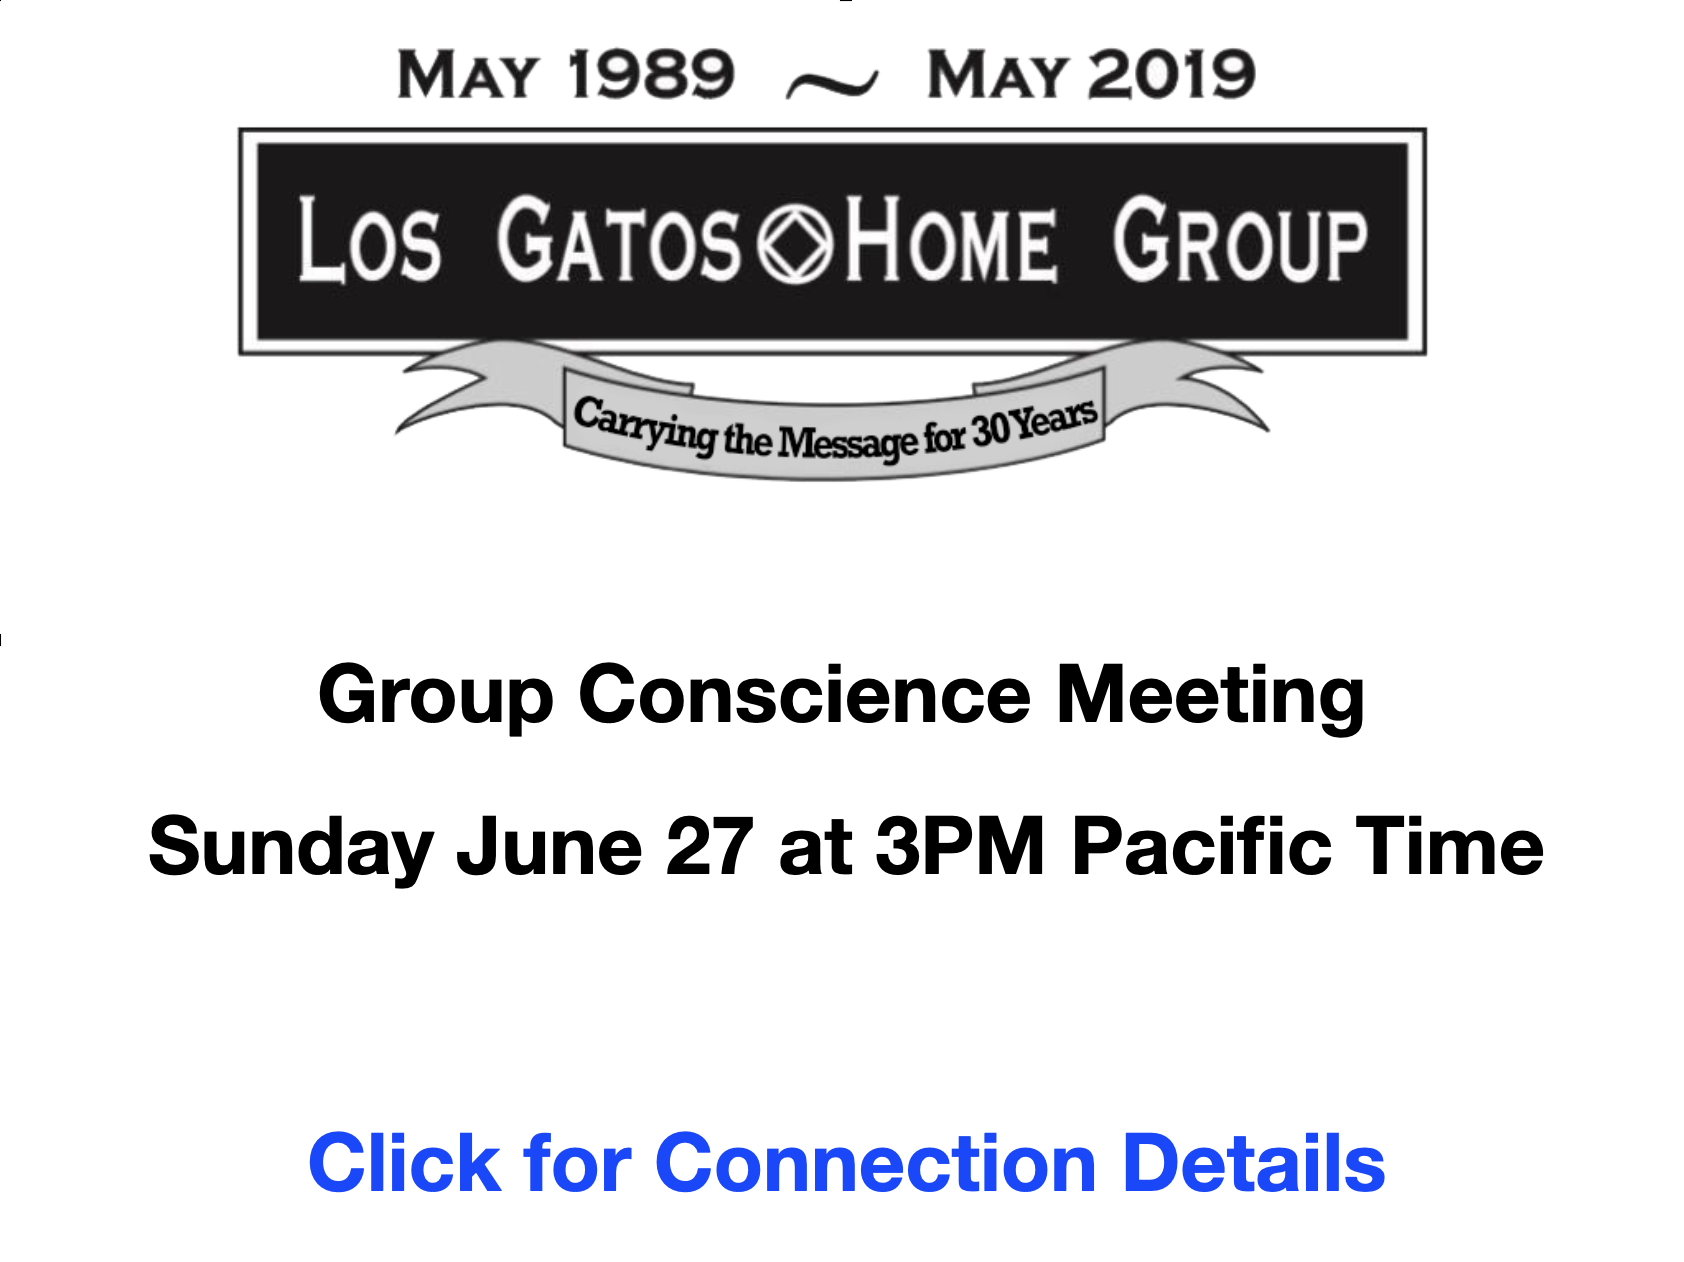 May 1989 ~ May 2019
Los Gatos Home Group
Carrying the Message for 30 Years
Group Conscience Meeting
Sunday June 27 at 3PM Pacific Time
Click for Connection Details